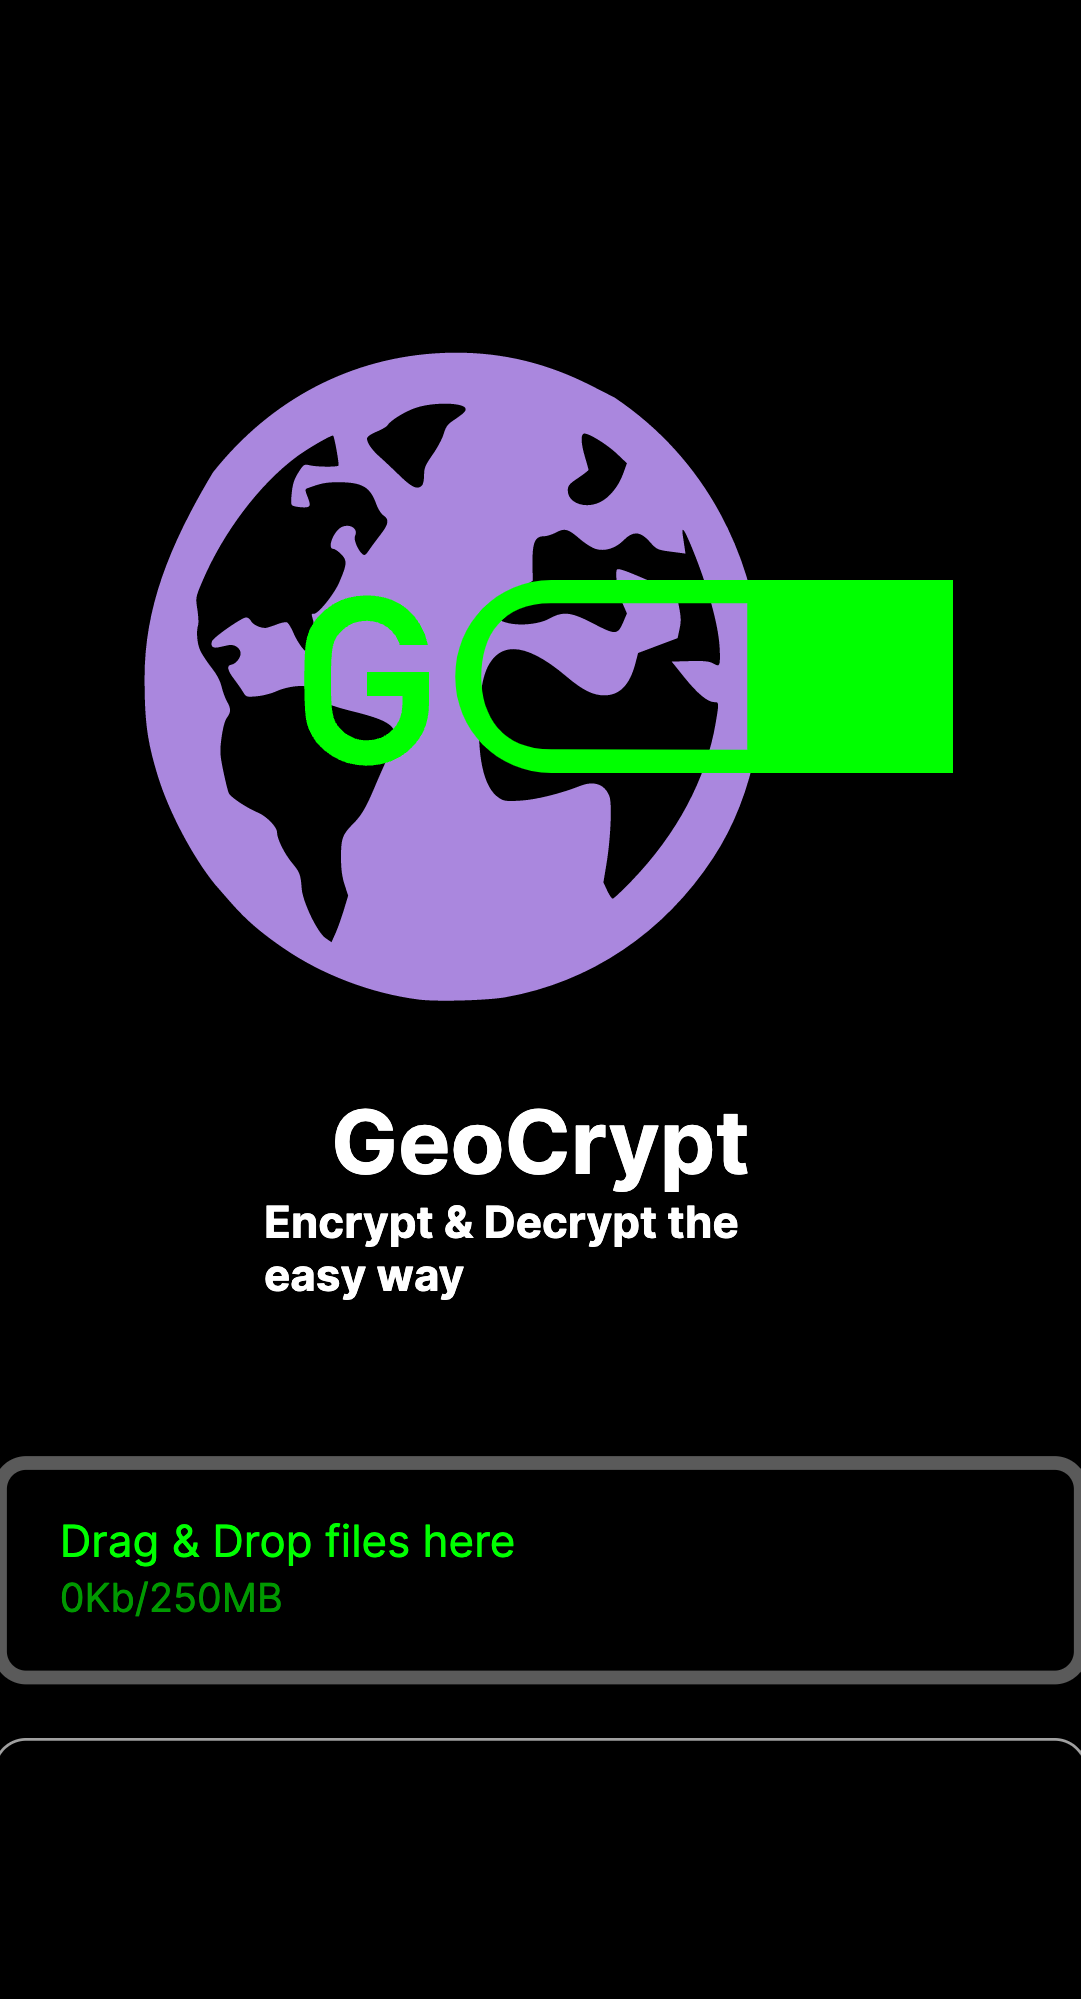 GC
GeoCrypt
Encrypt & Decrypt the
easy way
Drag & Drop files here
0Kb/250MB